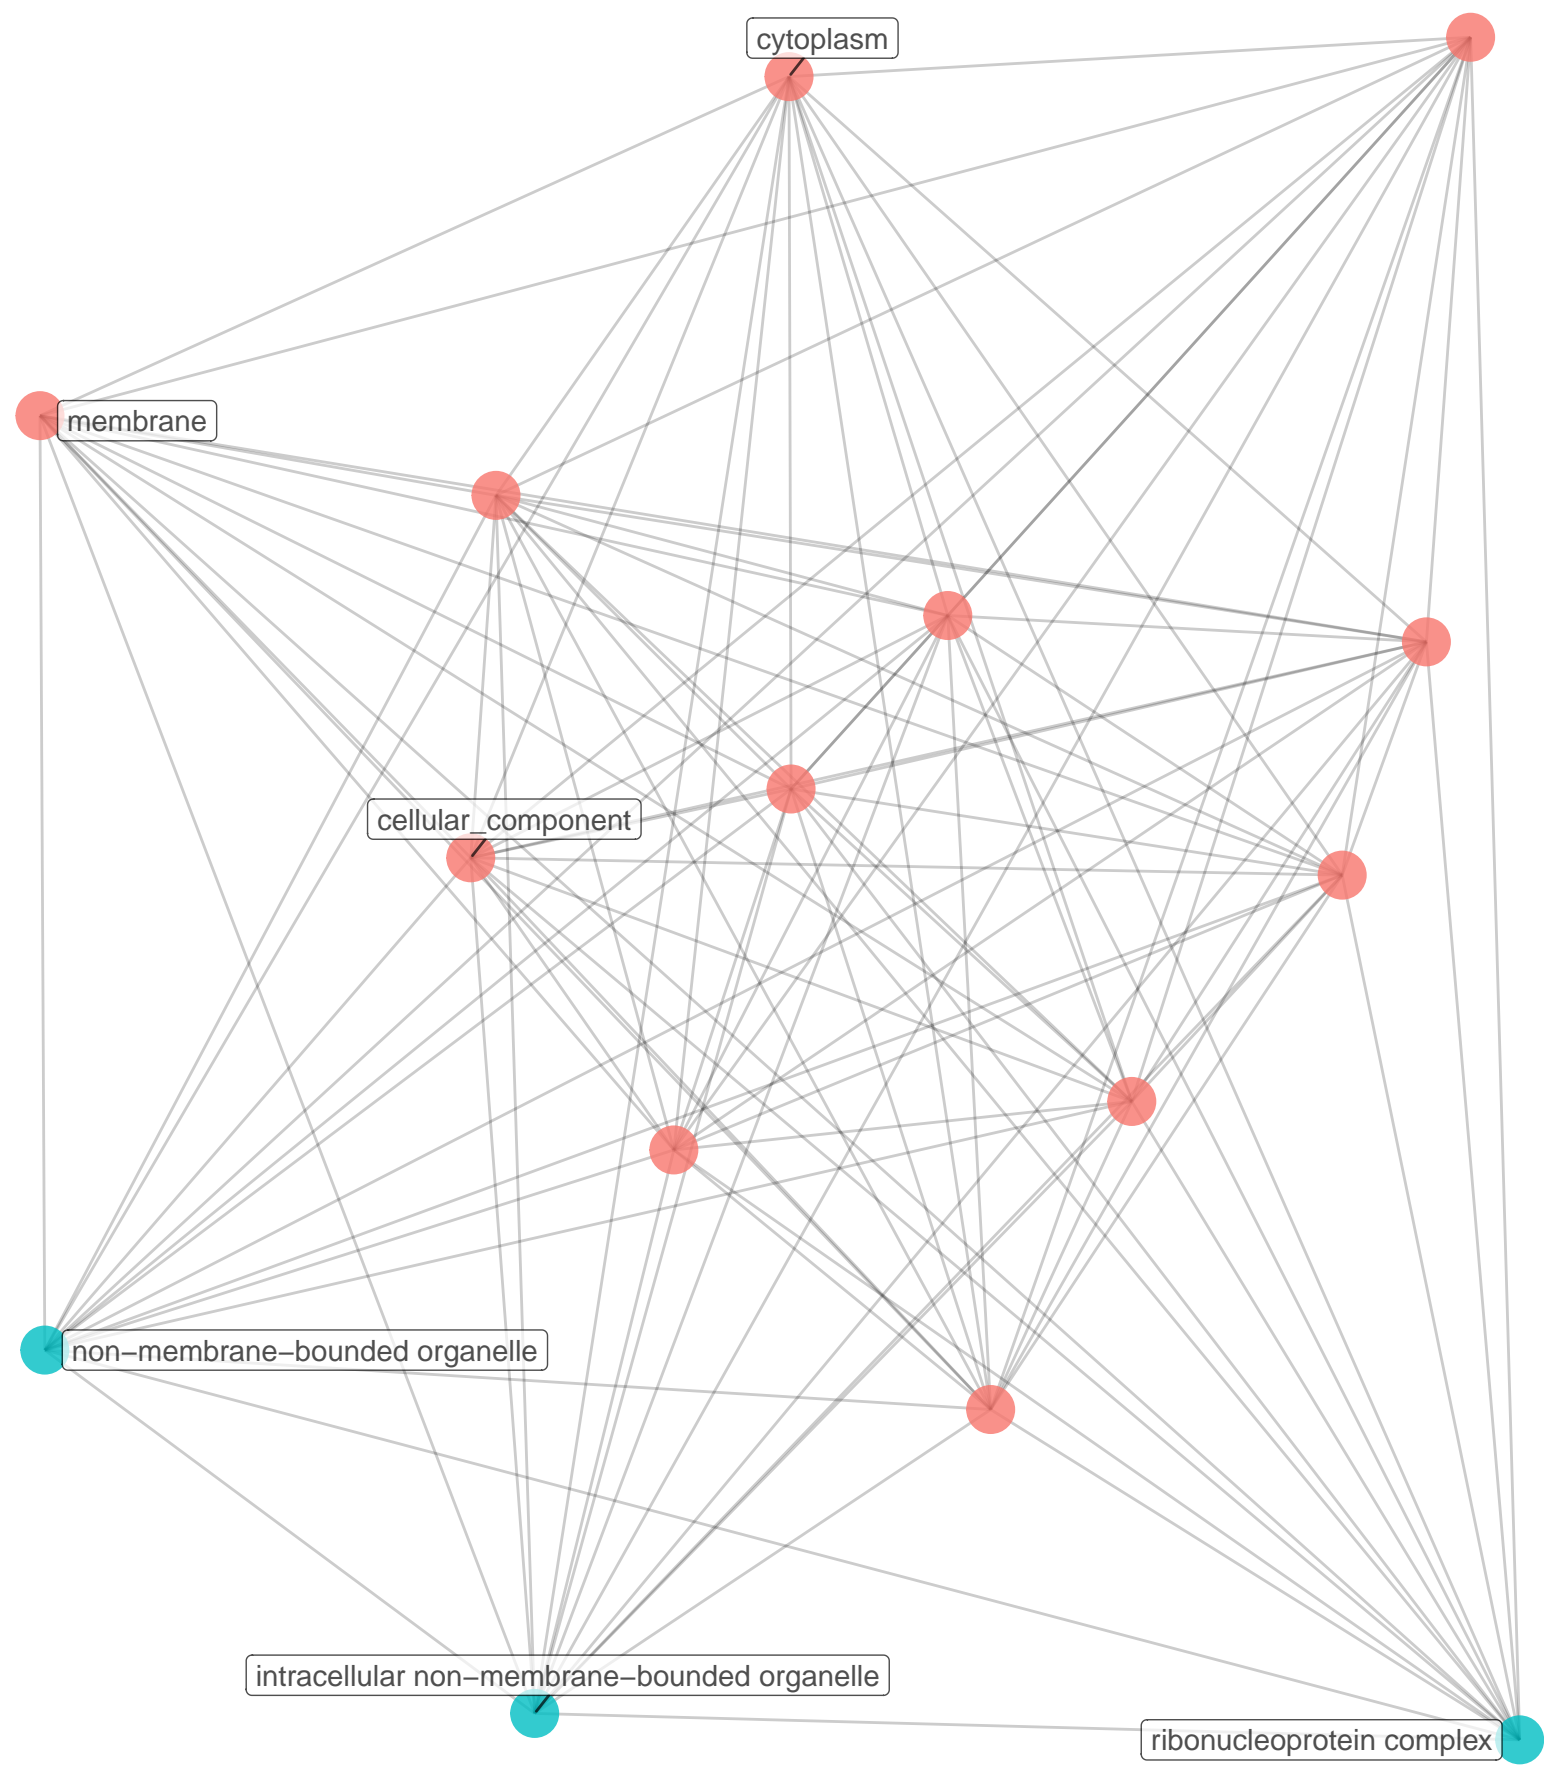 cytoplasm
membrane
cellular_component
non−membrane−bounded organelle
intracellular non−membrane−bounded organelle
ribonucleoprotein complex